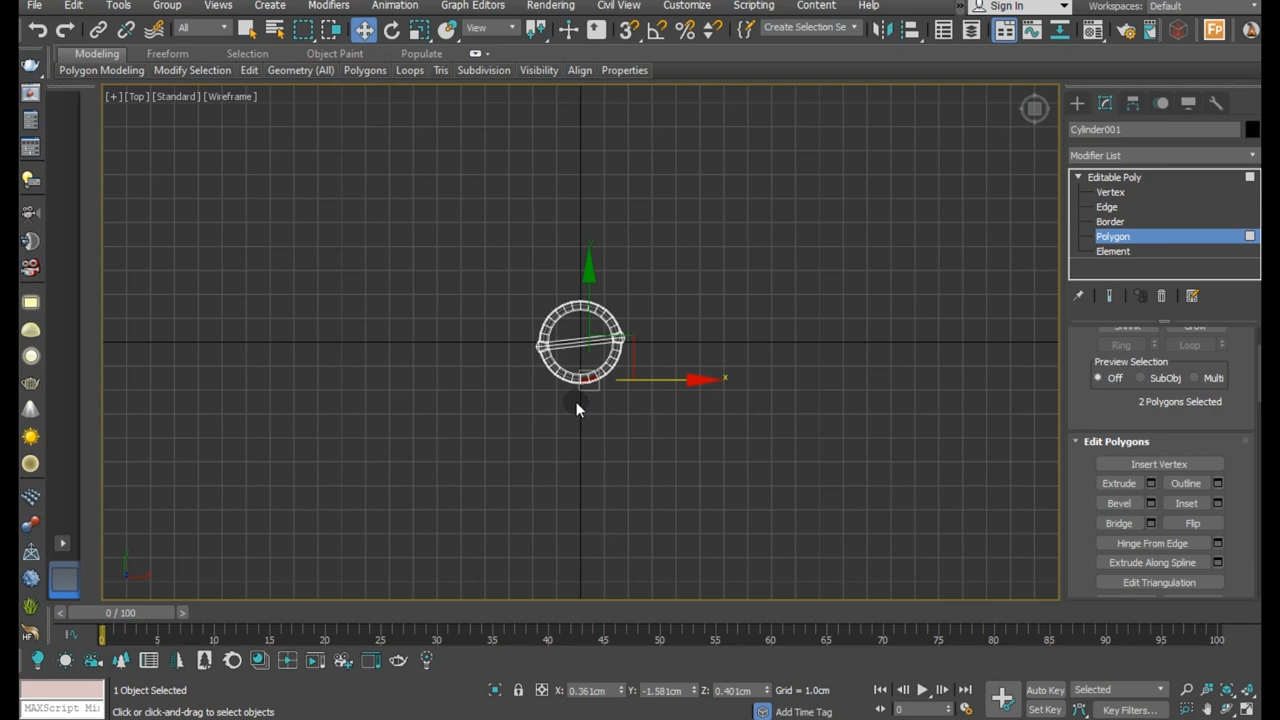 File Edit Tools Group Views Create Modifiers Animation Graph Editors Rendering Civil View Customize Scripting Content Help » Sign In Workspaces: Default
All View Create Selection Se
Modeling Freeform Selection Object Paint Populate
Polygon Modeling Modify Selection Edit Geometry (All) Polygons Loops Tris Subdivision Visibility Align Properties
[+] [Top] [Standard] [Wireframe]
Cylinder001
Modifier List
Editable Poly
Vertex
Edge
Border
Polygon
Element
Shrink Grow
Ring Loop
Preview Selection
Off SubObj Multi
2 Polygons Selected
Edit Polygons
Insert Vertex
Extrude Outline
Bevel Inset
Bridge Flip
Hinge From Edge
Extrude Along Spline
Edit Triangulation
x
< 0 / 100 >
0 5 10 15 20 25 30 35 40 45 50 55 60 65 70 75 80 85 90 95 100
1 Object Selected X: 0.361cm Y: -1.581cm Z: 0.401cm Grid = 1.0cm Auto Key Selected
MAXScript Mi Click or click-and-drag to select objects Add Time Tag 0 Set Key Key Filters...